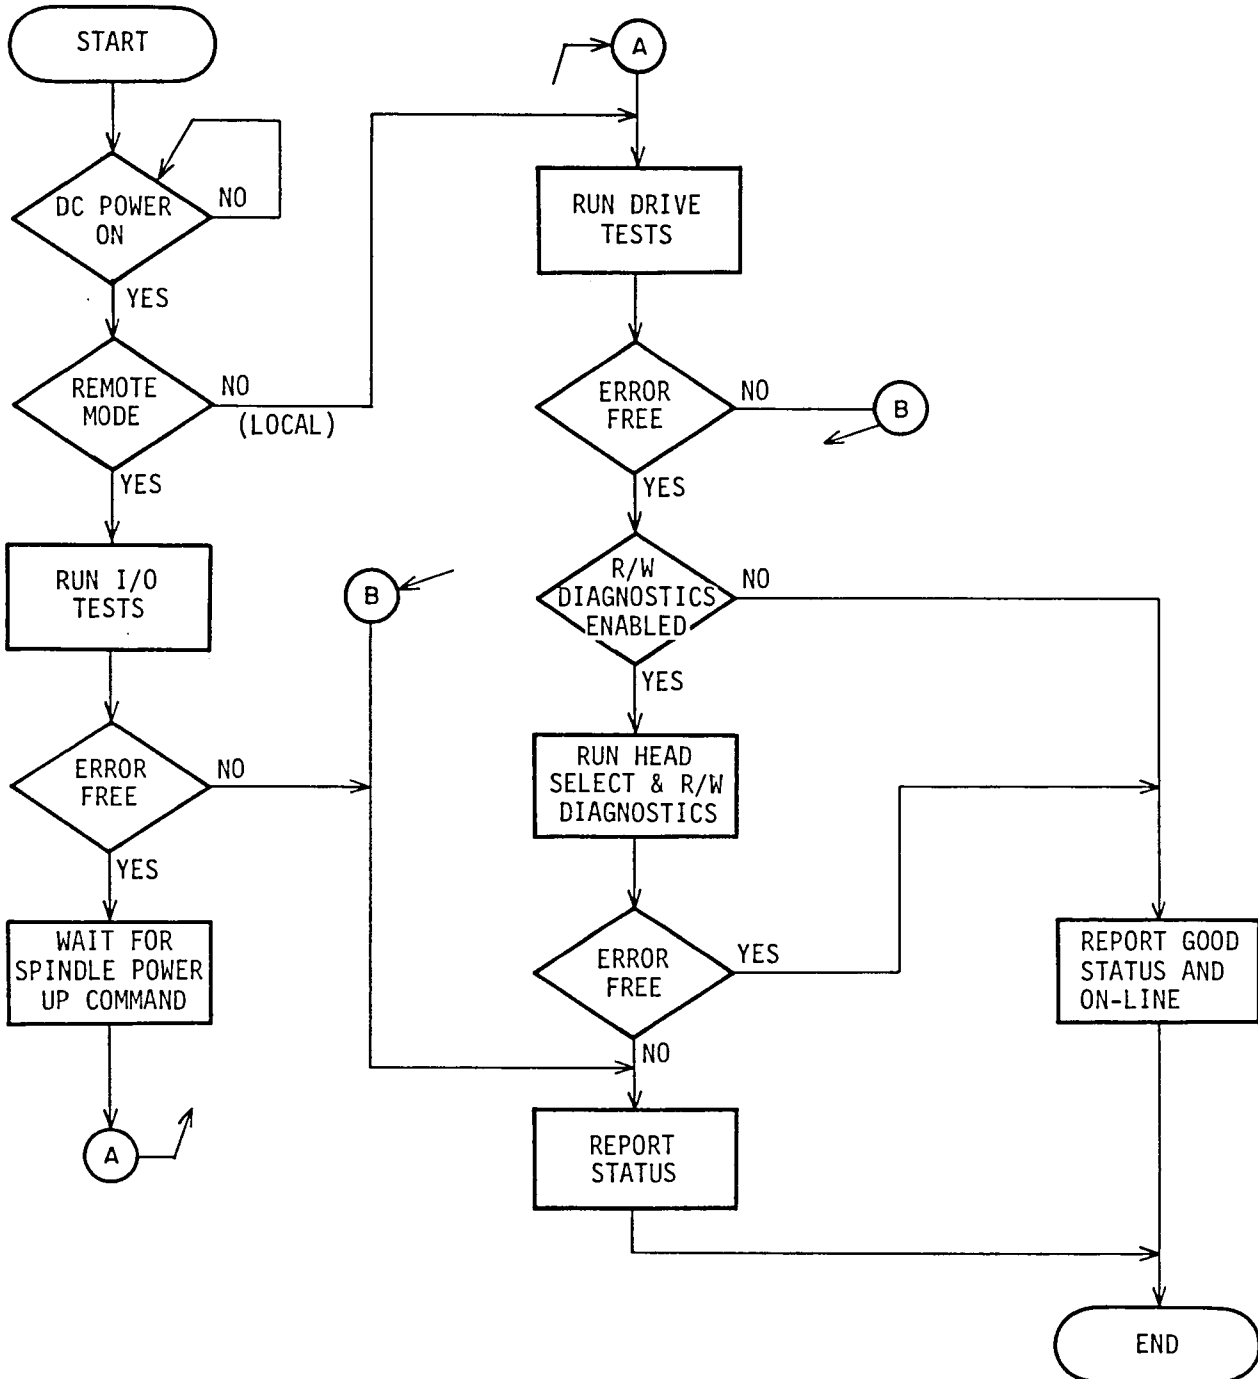 START
DC POWER
ON
NO
YES
REMOTE
MODE
NO
(LOCAL)
YES
RUN I/O
TESTS
ERROR
FREE
NO
YES
WAIT FOR
SPINDLE POWER
UP COMMAND
A
B
A
RUN DRIVE
TESTS
ERROR
FREE
NO
B
YES
R/W
DIAGNOSTICS
ENABLED
NO
YES
RUN HEAD
SELECT & R/W
DIAGNOSTICS
ERROR
FREE
YES
NO
REPORT
STATUS
REPORT GOOD
STATUS AND
ON-LINE
END